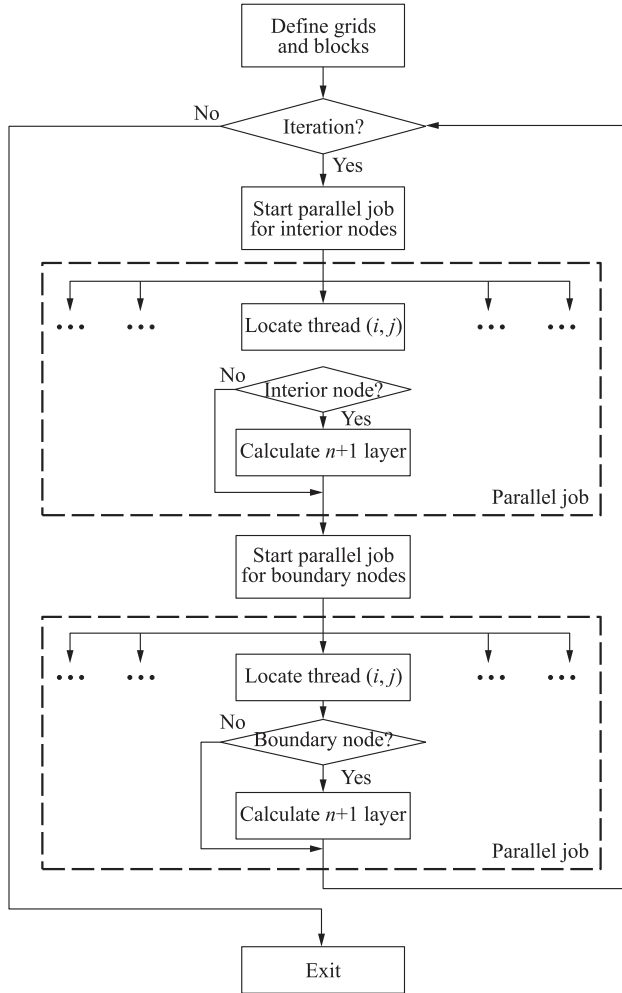 Define grids
and blocks
No
Iteration?
Yes
Start parallel job
for interior nodes
Locate thread (i, j)
No
Interior node?
Yes
Calculate n+1 layer
Parallel job
Start parallel job
for boundary nodes
Locate thread (i, j)
No
Boundary node?
Yes
Calculate n+1 layer
Parallel job
Exit